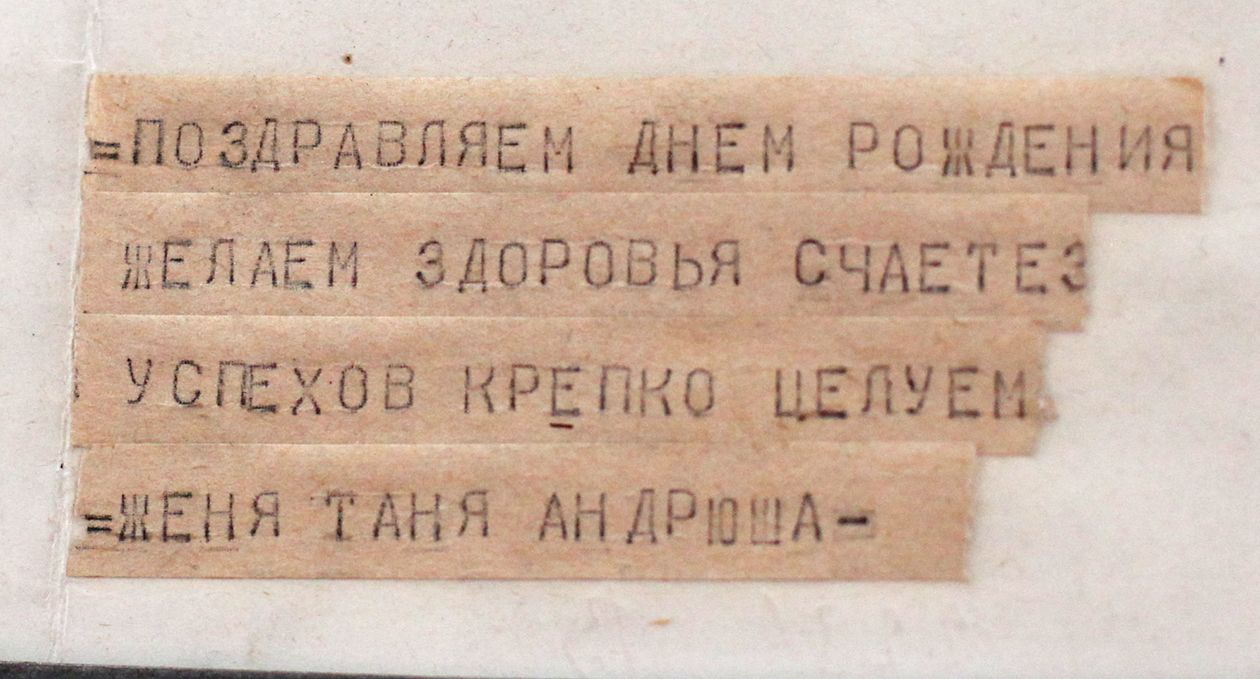 =ПОЗДРАВЛЯЕМ ДНЕМ РОЖДЕНИЯ
ЖЕЛАЕМ ЗДОРОВЬЯ СЧАЕТЕЗ
УСПЕХОВ КРЕПКО ЦЕЛУЕМ
=ЖЕНЯ ТАНЯ АНДРЮША-